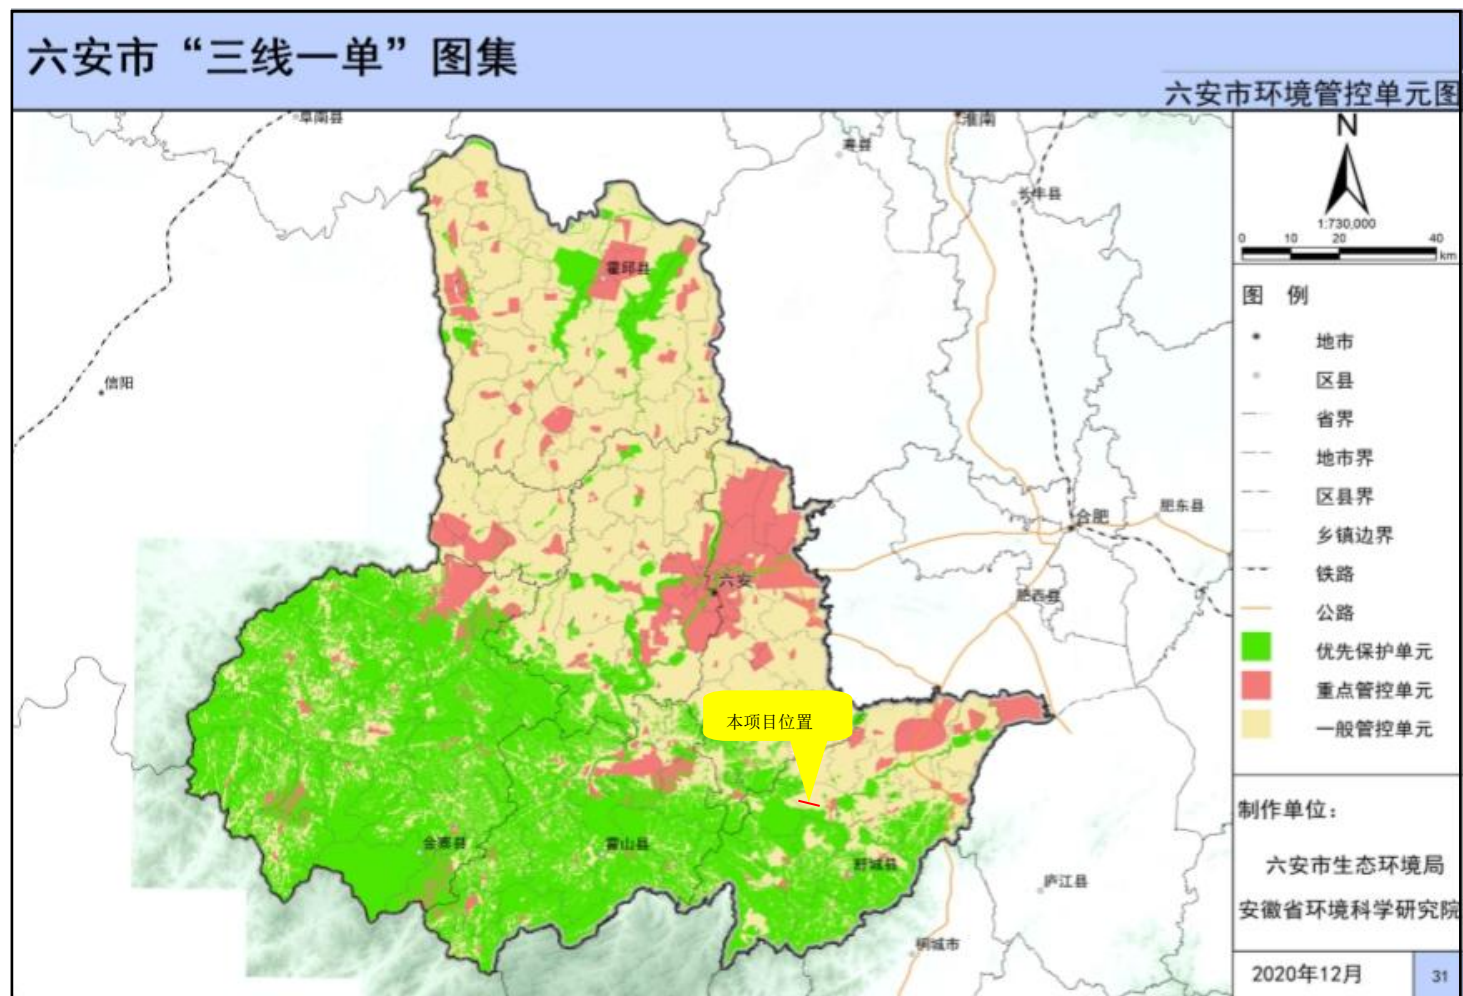 六安市“三线一单”图集
六安市环境管控单元图
阜南县
淮南
寿县
长丰县
霍邱县
信阳
合肥
肥东县
六安
肥西县
本项目位置
金寨县
霍山县
舒城县
庐江县
桐城市
N
1:730,000
0 10 20 40
km
图 例
地市
区县
省界
地市界
区县界
乡镇边界
铁路
公路
优先保护单元
重点管控单元
一般管控单元
制作单位：
六安市生态环境局
安徽省环境科学研究院
2020年12月
31